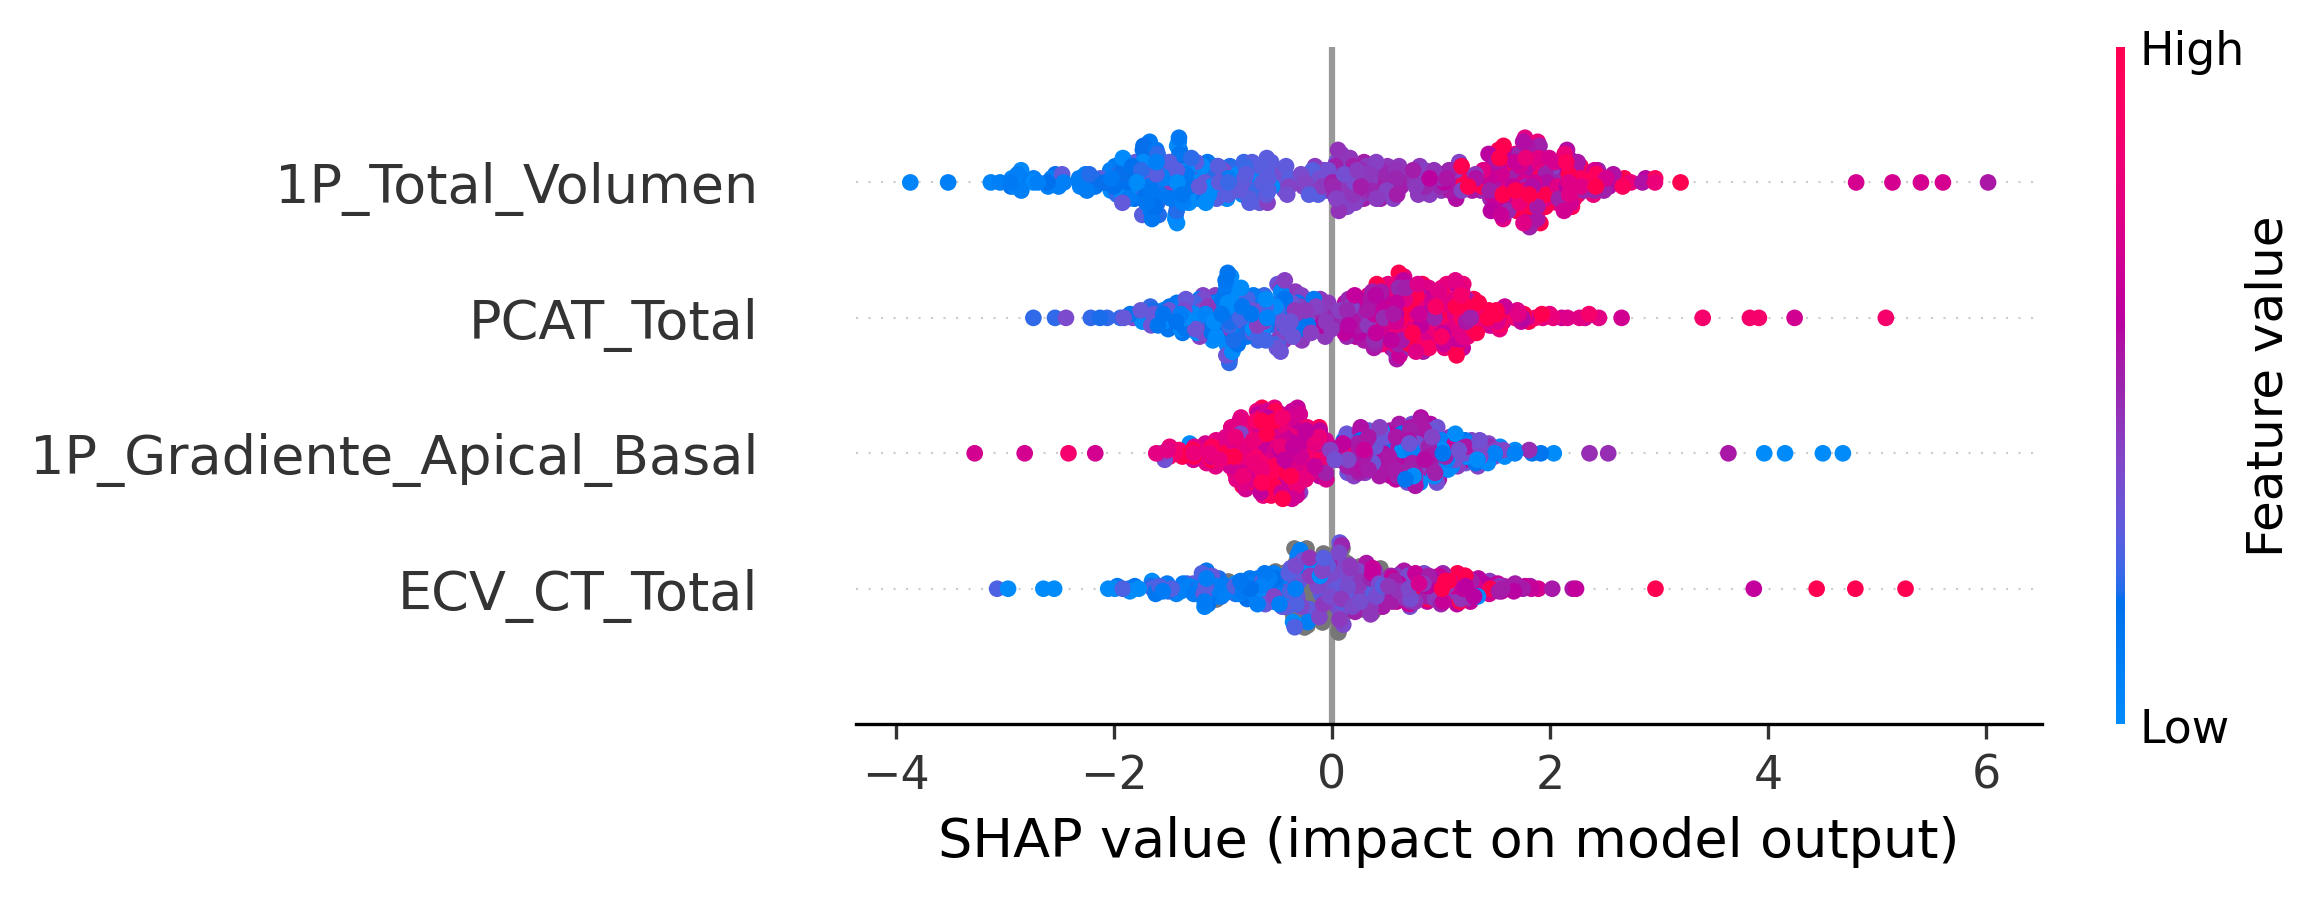 High
1P_Total_Volumen
PCAT_Total
1P_Gradiente_Apical_Basal
ECV_CT_Total
Feature value
Low
−4 −2 0 2 4 6
SHAP value (impact on model output)